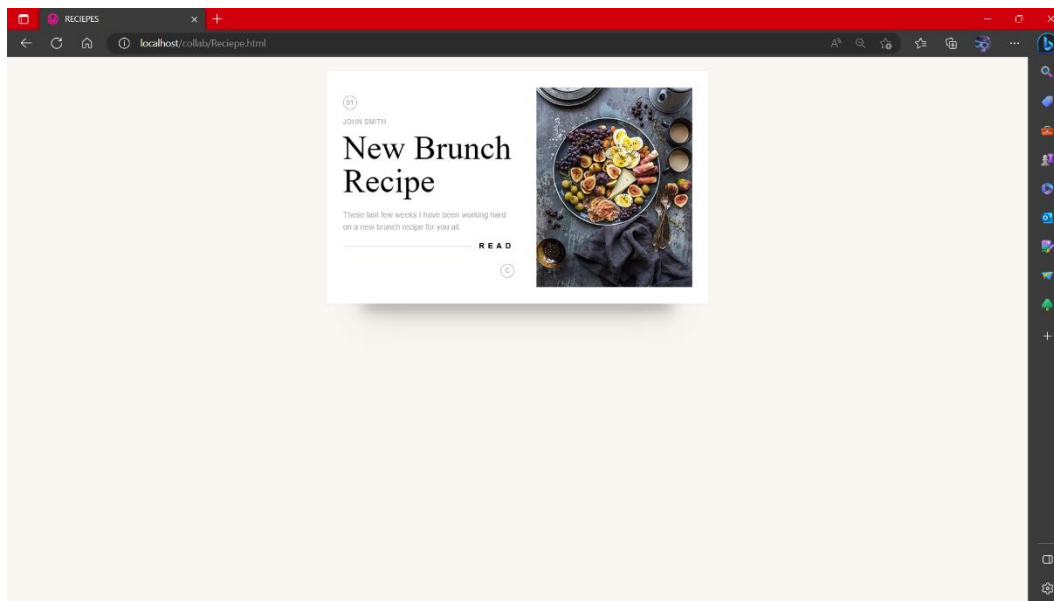 RECIEPES
localhost/collab/Reciepe.html
01
JOHN SMITH
New Brunch
Recipe
These last few weeks I have been working hard
on a new brunch recipe for you all.
READ
C